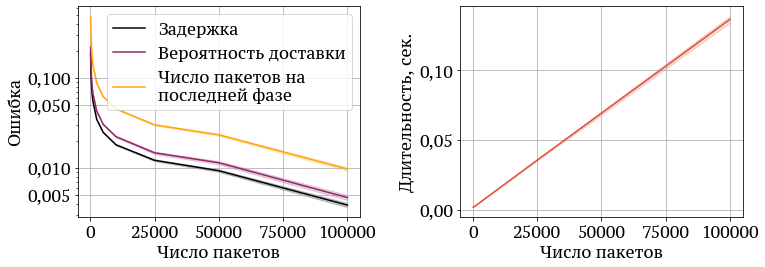 Ошибка
0,100
0,050
0,010
0,005
Задержка
Вероятность доставки
Число пакетов на
последней фазе
0 25000 50000 75000 100000
Число пакетов
Длительность, сек.
0,10
0,05
0,00
0 25000 50000 75000 100000
Число пакетов